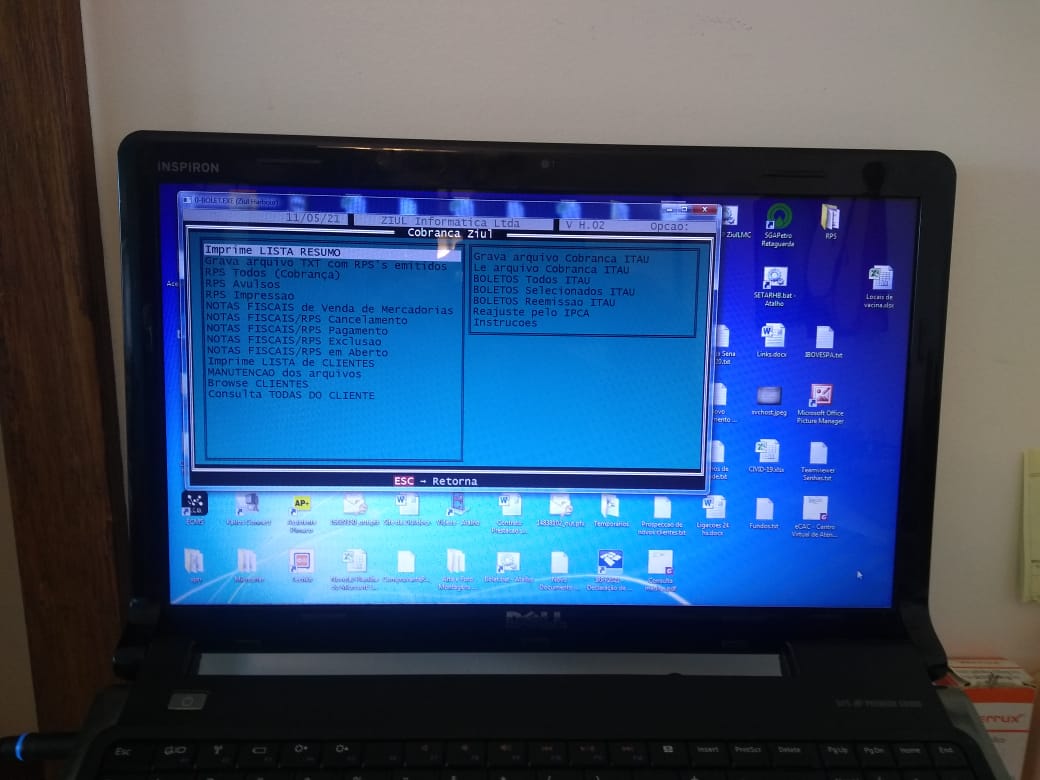 INSPIRON
0-BOLET.EXE (Ziul Harbour)
11/05/21 ZIUL Informatica Ltda V H.02 Opcao:
Cobranca Ziul
Imprime LISTA RESUMO
Grava arquivo TXT com RPS's emitidos
RPS Todos (Cobrança)
RPS Avulsos
RPS Impressao
NOTAS FISCAIS de Venda de Mercadorias
NOTAS FISCAIS/RPS Cancelamento
NOTAS FISCAIS/RPS Pagamento
NOTAS FISCAIS/RPS Exclusao
NOTAS FISCAIS/RPS em Aberto
Imprime LISTA de CLIENTES
MANUTENCAO dos arquivos
Browse CLIENTES
Consulta TODAS DO CLIENTE
Grava arquivo Cobranca ITAU
Le arquivo Cobranca ITAU
BOLETOS Todos ITAU
BOLETOS Selecionados ITAU
BOLETOS Reemissao ITAU
Reajuste pelo IPCA
Instrucoes
ESC → Retorna
ZiulLMC
SGAPetro
Retaguarda
RPS
SETARHB.bat -
Atalho
Locais de
vacina.xlsx
Links.docx
IBOVESPA.txt
svchost.jpeg
Microsoft Office
Picture Manager
CIVID-19.xlsx
Teamviewer
Senhas.txt
Temporários
Prospeccao de
novos clientes.txt
Ligacoes 24
hs.docx
Fundos.txt
eCAC - Centro
Virtual de Aten...
Contrato
Novo
Documento ...
Consulta
DELL
Esc
Insert
PrntScr
Delete
PgUp
PgDn
Home
End